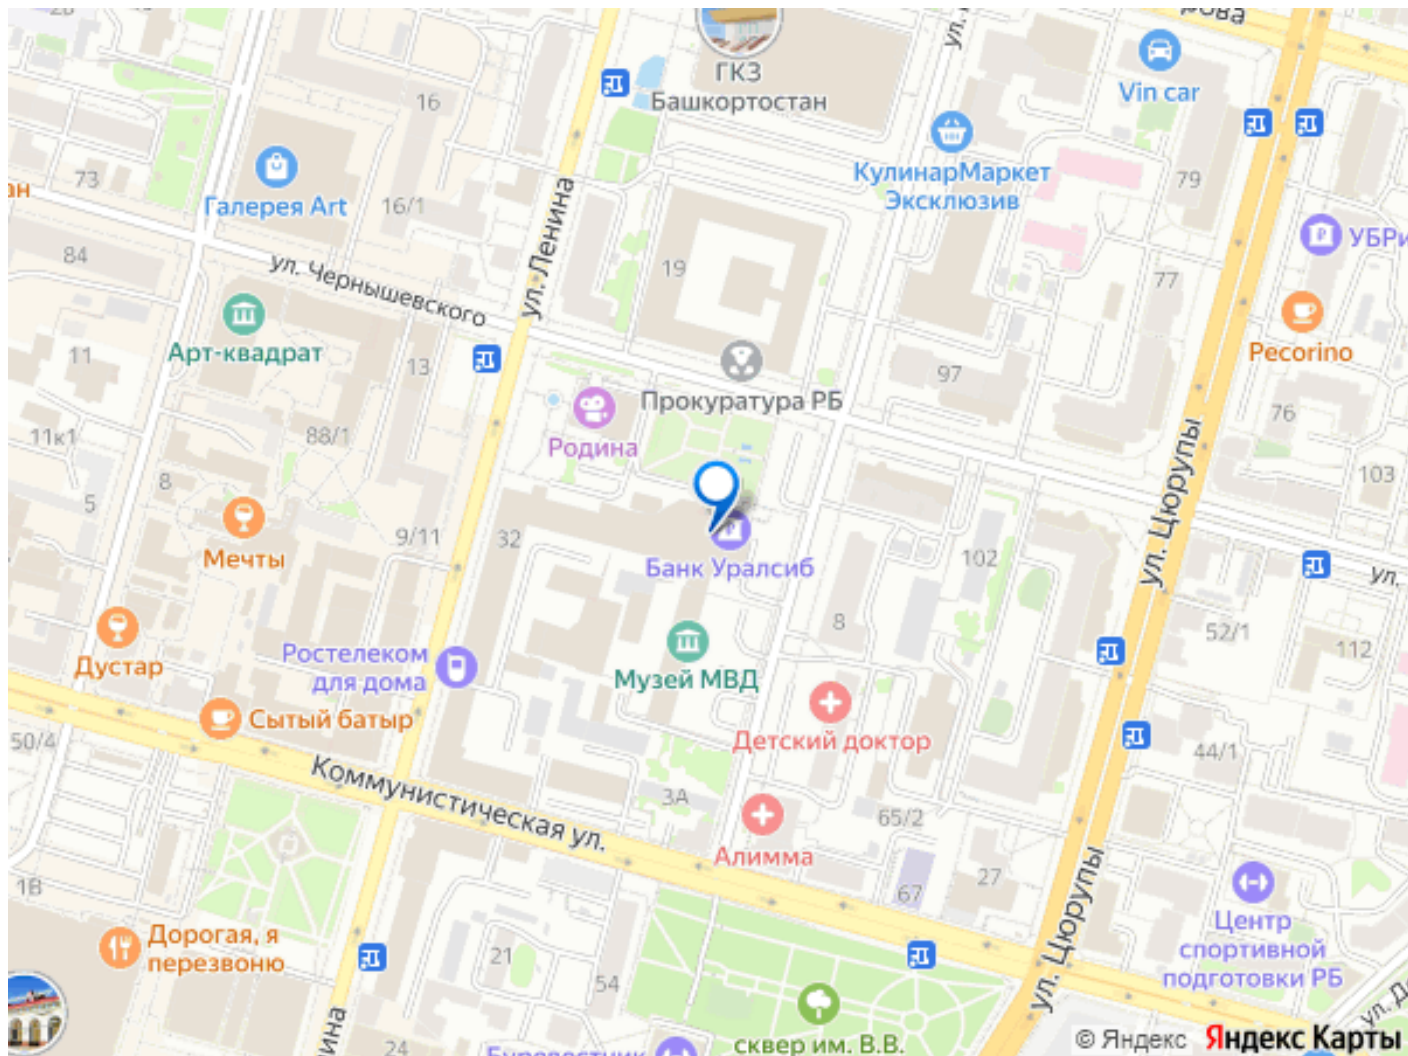 ГКЗ
Башкортостан
Vin car
16
КулинарМаркет
Эксклюзив
79
73
Галерея Art
16/1
ул. Ленина
УБРи
84
ул. Чернышевского
19
77
Арт-квадрат
11
13
Pecorino
97
Прокуратура РБ
76
11к1
88/1
Родина
ул. Цюрупы
103
8
5
9/11
32
Мечты
Банк Уралсиб
102
ул.
8
52/1
112
Дустар
Ростелеком
для дома
Музей МВД
Сытый батыр
50/4
Детский доктор
44/1
Коммунистическая ул.
3А
65/2
Алимма
1В
67
27
ул. Цюрупы
Центр
спортивной
подготовки РБ
Дорогая, я
перезвоню
21
54
24
сквер им. В.В.
© Яндекс
Яндекс Карты